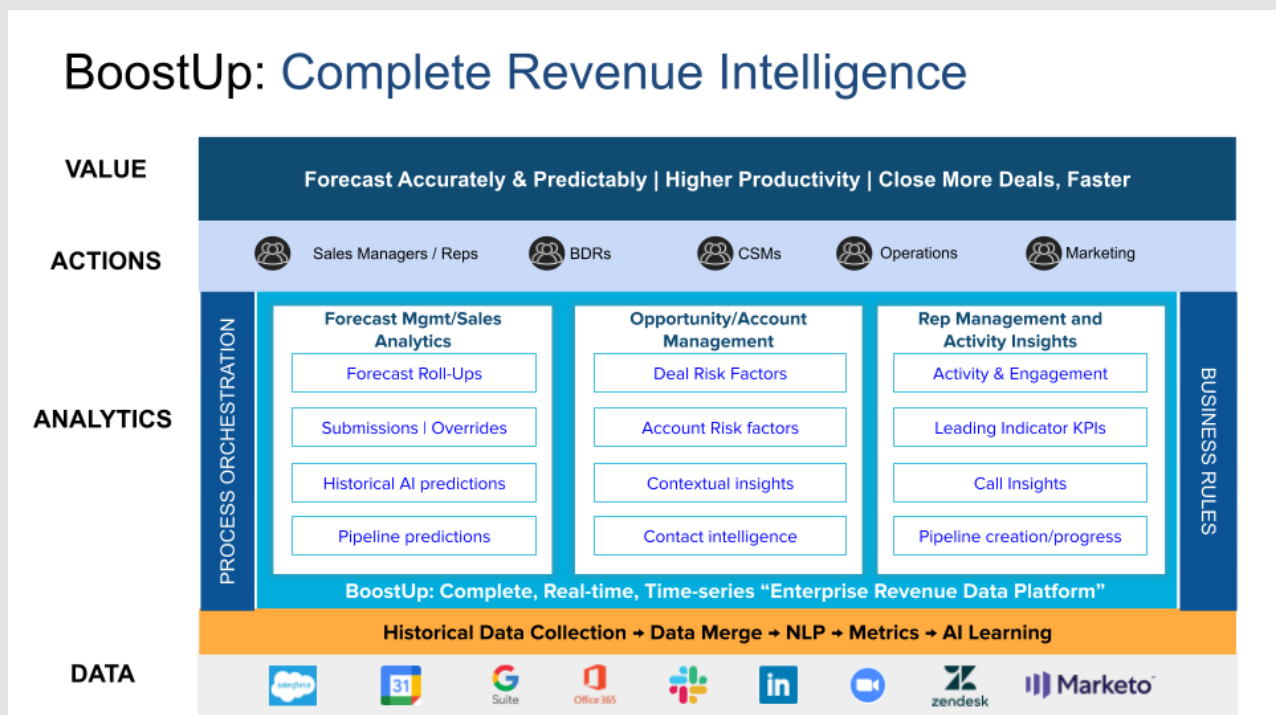 BoostUp: Complete Revenue Intelligence
VALUE
Forecast Accurately & Predictably | Higher Productivity | Close More Deals, Faster
ACTIONS
Sales Managers / Reps
BDRs
CSMs
Operations
Marketing
ANALYTICS
PROCESS ORCHESTRATION
Forecast Mgmt/Sales
Analytics
Forecast Roll-Ups
Submissions | Overrides
Historical AI predictions
Pipeline predictions
Opportunity/Account
Management
Deal Risk Factors
Account Risk factors
Contextual insights
Contact intelligence
Rep Management and
Activity Insights
Activity & Engagement
Leading Indicator KPIs
Call Insights
Pipeline creation/progress
BUSINESS RULES
BoostUp: Complete, Real-time, Time-series “Enterprise Revenue Data Platform”
Historical Data Collection → Data Merge → NLP → Metrics → AI Learning
DATA
salesforce
31
G
Suite
Office 365
in
zendesk
Marketo